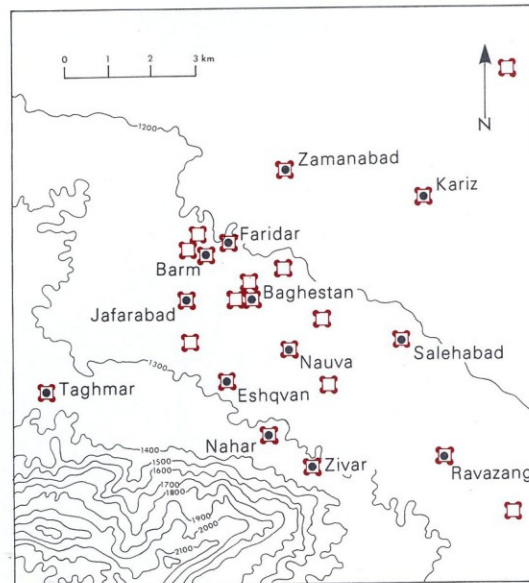 0 1 2 3 km
N
1200
Zamanabad
Kariz
Faridar
Barm
Baghestan
Jafarabad
Salehabad
Nauva
1300
Eshqvan
Taghmar
Nahar
1400
1500
1600
1700
1800
Zivar
Ravazang
1900
2000
2100